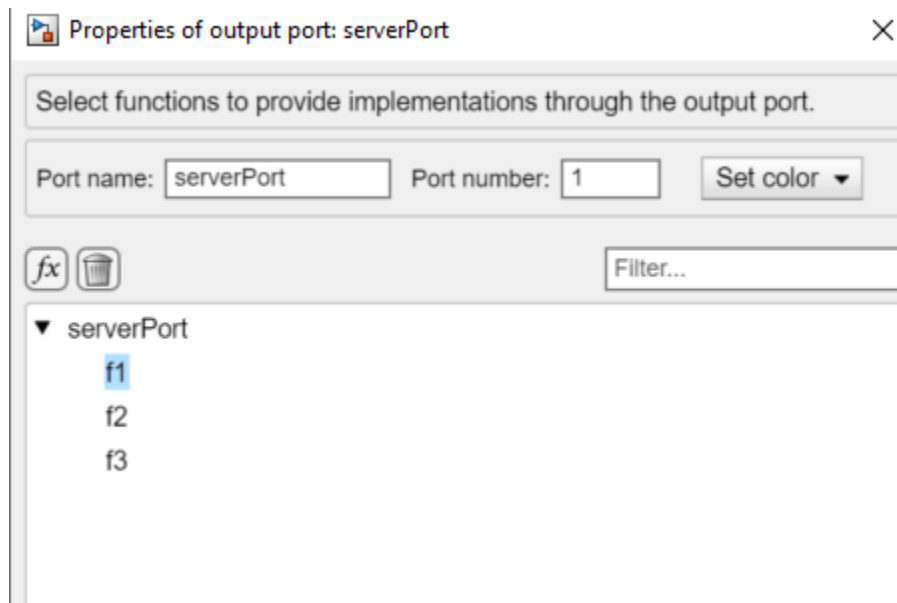 Properties of output port: serverPort
Select functions to provide implementations through the output port.
Port name: serverPort Port number: 1 Set color
fx Filter...
serverPort
f1
f2
f3